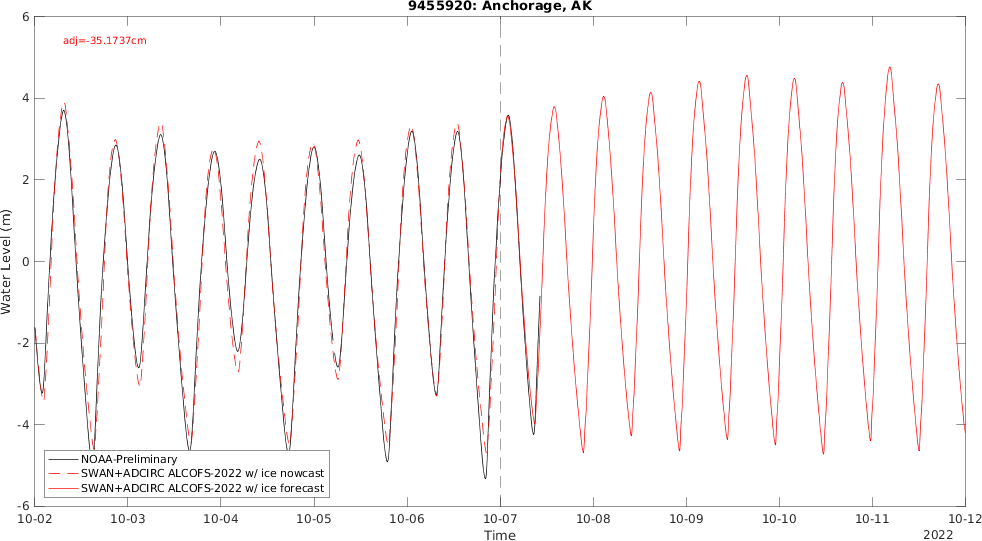 9455920: Anchorage, AK
adj=-35.1737cm
6
4
2
0
-2
-4
-6
Water Level (m)
NOAA-Preliminary
SWAN+ADCIRC ALCOFS-2022 w/ ice nowcast
SWAN+ADCIRC ALCOFS-2022 w/ ice forecast
10-02 10-03 10-04 10-05 10-06 10-07 10-08 10-09 10-10 10-11 10-12
Time
2022